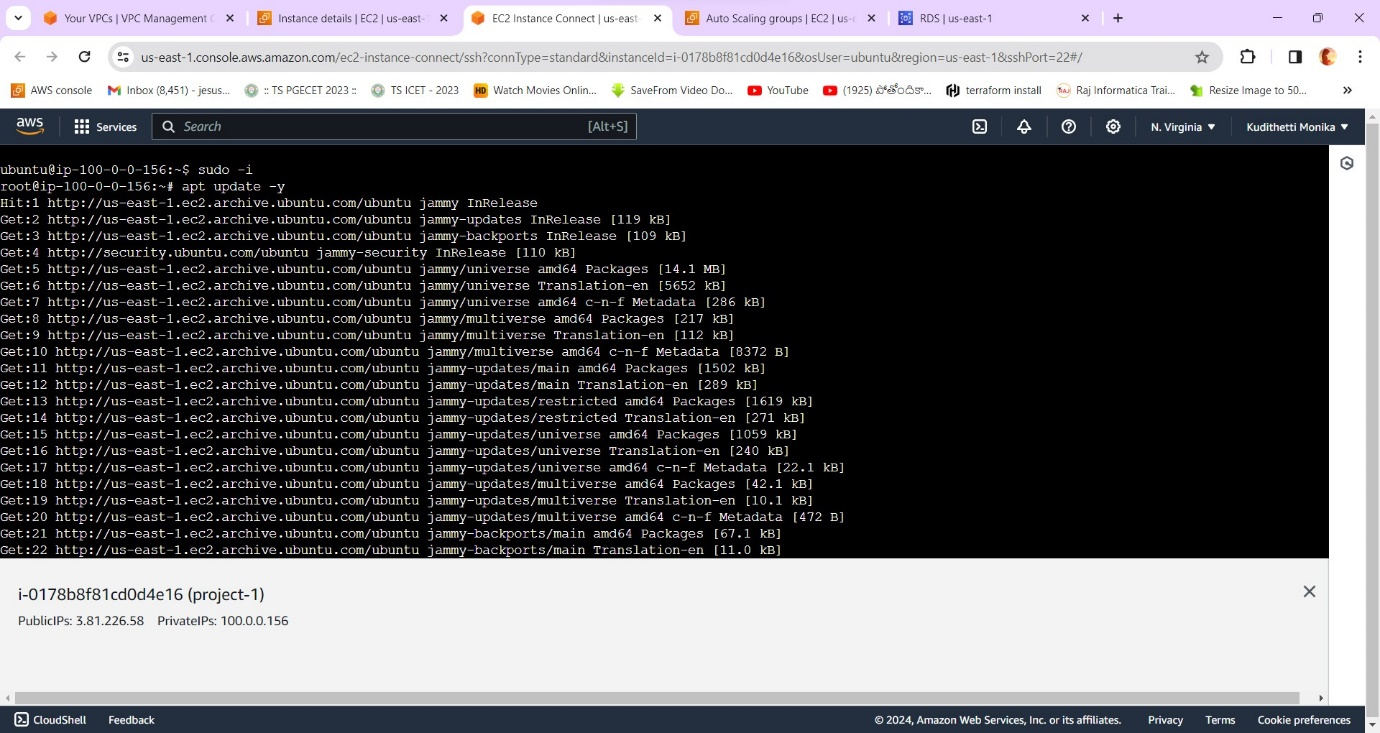 Your VPCs | VPC Management C
Instance details | EC2 | us-east-
EC2 Instance Connect | us-east-
Auto Scaling groups | EC2 | us-e
RDS | us-east-1
us-east-1.console.aws.amazon.com/ec2-instance-connect/ssh?connType=standard&instanceId=i-0178b8f81cd0d4e16&osUser=ubuntu&region=us-east-1&sshPort=22#/
AWS console
Inbox (8,451) - jesus...
:: TS PGECET 2023 ::
TS ICET - 2023
HD Watch Movies Onlin...
SaveFrom Video Do...
YouTube
(1925) పోతోందికా...
terraform install
Raj Informatica Trai...
Resize Image to 50...
»
aws
Services
Search
[Alt+S]
N. Virginia
Kudithetti Monika
ubuntu@ip-100-0-0-156:~$ sudo -i
root@ip-100-0-0-156:~# apt update -y
Hit:1 http://us-east-1.ec2.archive.ubuntu.com/ubuntu jammy InRelease
Get:2 http://us-east-1.ec2.archive.ubuntu.com/ubuntu jammy-updates InRelease [119 kB]
Get:3 http://us-east-1.ec2.archive.ubuntu.com/ubuntu jammy-backports InRelease [109 kB]
Get:4 http://security.ubuntu.com/ubuntu jammy-security InRelease [110 kB]
Get:5 http://us-east-1.ec2.archive.ubuntu.com/ubuntu jammy/universe amd64 Packages [14.1 MB]
Get:6 http://us-east-1.ec2.archive.ubuntu.com/ubuntu jammy/universe Translation-en [5652 kB]
Get:7 http://us-east-1.ec2.archive.ubuntu.com/ubuntu jammy/universe amd64 c-n-f Metadata [286 kB]
Get:8 http://us-east-1.ec2.archive.ubuntu.com/ubuntu jammy/multiverse amd64 Packages [217 kB]
Get:9 http://us-east-1.ec2.archive.ubuntu.com/ubuntu jammy/multiverse Translation-en [112 kB]
Get:10 http://us-east-1.ec2.archive.ubuntu.com/ubuntu jammy/multiverse amd64 c-n-f Metadata [8372 B]
Get:11 http://us-east-1.ec2.archive.ubuntu.com/ubuntu jammy-updates/main amd64 Packages [1502 kB]
Get:12 http://us-east-1.ec2.archive.ubuntu.com/ubuntu jammy-updates/main Translation-en [289 kB]
Get:13 http://us-east-1.ec2.archive.ubuntu.com/ubuntu jammy-updates/restricted amd64 Packages [1619 kB]
Get:14 http://us-east-1.ec2.archive.ubuntu.com/ubuntu jammy-updates/restricted Translation-en [271 kB]
Get:15 http://us-east-1.ec2.archive.ubuntu.com/ubuntu jammy-updates/universe amd64 Packages [1059 kB]
Get:16 http://us-east-1.ec2.archive.ubuntu.com/ubuntu jammy-updates/universe Translation-en [240 kB]
Get:17 http://us-east-1.ec2.archive.ubuntu.com/ubuntu jammy-updates/universe amd64 c-n-f Metadata [22.1 kB]
Get:18 http://us-east-1.ec2.archive.ubuntu.com/ubuntu jammy-updates/multiverse amd64 Packages [42.1 kB]
Get:19 http://us-east-1.ec2.archive.ubuntu.com/ubuntu jammy-updates/multiverse Translation-en [10.1 kB]
Get:20 http://us-east-1.ec2.archive.ubuntu.com/ubuntu jammy-updates/multiverse amd64 c-n-f Metadata [472 B]
Get:21 http://us-east-1.ec2.archive.ubuntu.com/ubuntu jammy-backports/main amd64 Packages [67.1 kB]
Get:22 http://us-east-1.ec2.archive.ubuntu.com/ubuntu jammy-backports/main Translation-en [11.0 kB]
i-0178b8f81cd0d4e16 (project-1)
PublicIPs: 3.81.226.58 PrivateIPs: 100.0.0.156
CloudShell
Feedback
© 2024, Amazon Web Services, Inc. or its affiliates.
Privacy
Terms
Cookie preferences